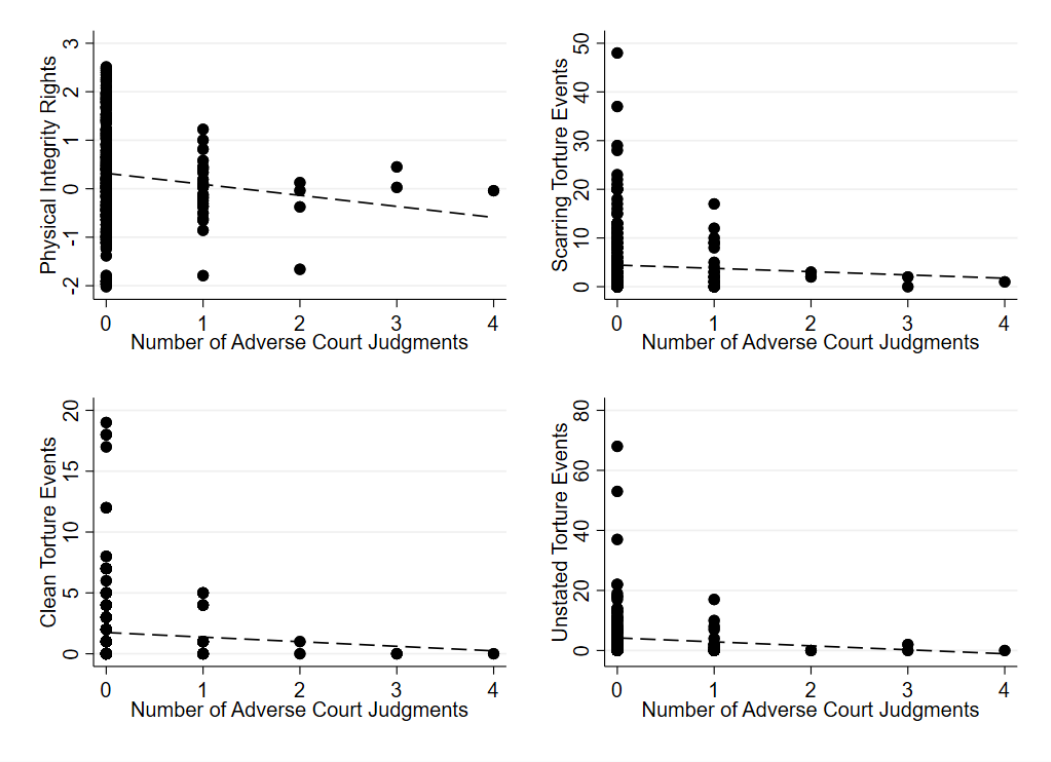 Physical Integrity Rights
3
2
1
0
-1
-2
0 1 2 3 4
Number of Adverse Court Judgments
Scarring Torture Events
50
40
30
20
10
0
0 1 2 3 4
Number of Adverse Court Judgments
Clean Torture Events
20
15
10
5
0
0 1 2 3 4
Number of Adverse Court Judgments
Unstated Torture Events
80
60
40
20
0
0 1 2 3 4
Number of Adverse Court Judgments